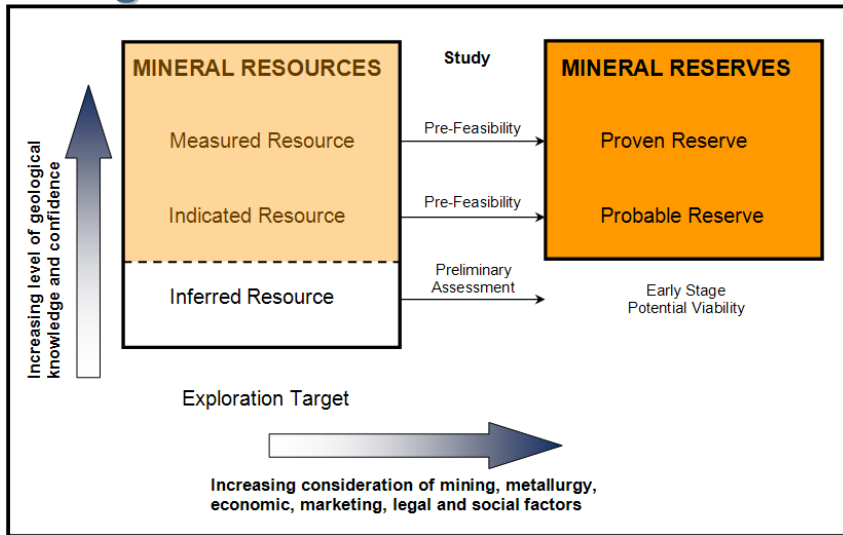 MINERAL RESOURCES
Study
MINERAL RESERVES
Measured Resource
Pre-Feasibility
Proven Reserve
Indicated Resource
Pre-Feasibility
Probable Reserve
Inferred Resource
Preliminary
Assessment
Early Stage
Potential Viability
Increasing level of geological
knowledge and confidence
Exploration Target
Increasing consideration of mining, metallurgy,
economic, marketing, legal and social factors